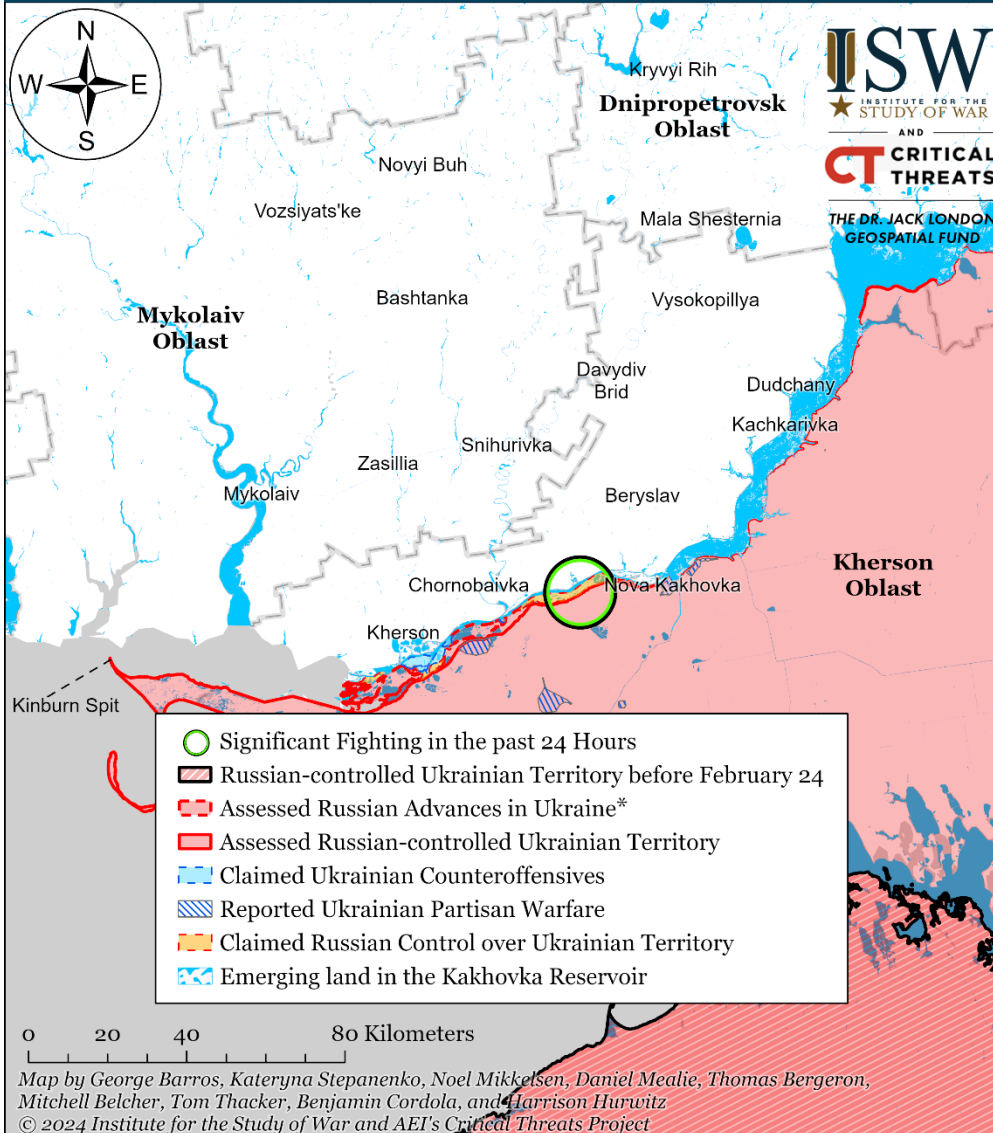 N
W
E
S
Kryvyi Rih
Dnipropetrovsk
Oblast
ISW
INSTITUTE FOR THE
STUDY OF WAR
AND
CT CRITICAL
THREATS
THE DR. JACK LONDON
GEOSPATIAL FUND
Novyi Buh
Vozsiyats'ke
Mala Shesternia
Bashtanka
Vysokopillya
Mykolaiv
Oblast
Davydiv
Brid
Dudchany
Kachkarivka
Snihurivka
Zasillia
Mykolaiv
Beryslav
Kherson
Oblast
Chornobaivka
Nova Kakhovka
Kherson
Kinburn Spit
Significant Fighting in the past 24 Hours
Russian-controlled Ukrainian Territory before February 24
Assessed Russian Advances in Ukraine*
Assessed Russian-controlled Ukrainian Territory
Claimed Ukrainian Counteroffensives
Reported Ukrainian Partisan Warfare
Claimed Russian Control over Ukrainian Territory
Emerging land in the Kakhovka Reservoir
0 20 40 80 Kilometers
Map by George Barros, Kateryna Stepanenko, Noel Mikkelsen, Daniel Mealie, Thomas Bergeron,
Mitchell Belcher, Tom Thacker, Benjamin Cordola, and Harrison Hurwitz
© 2024 Institute for the Study of War and AEI's Critical Threats Project